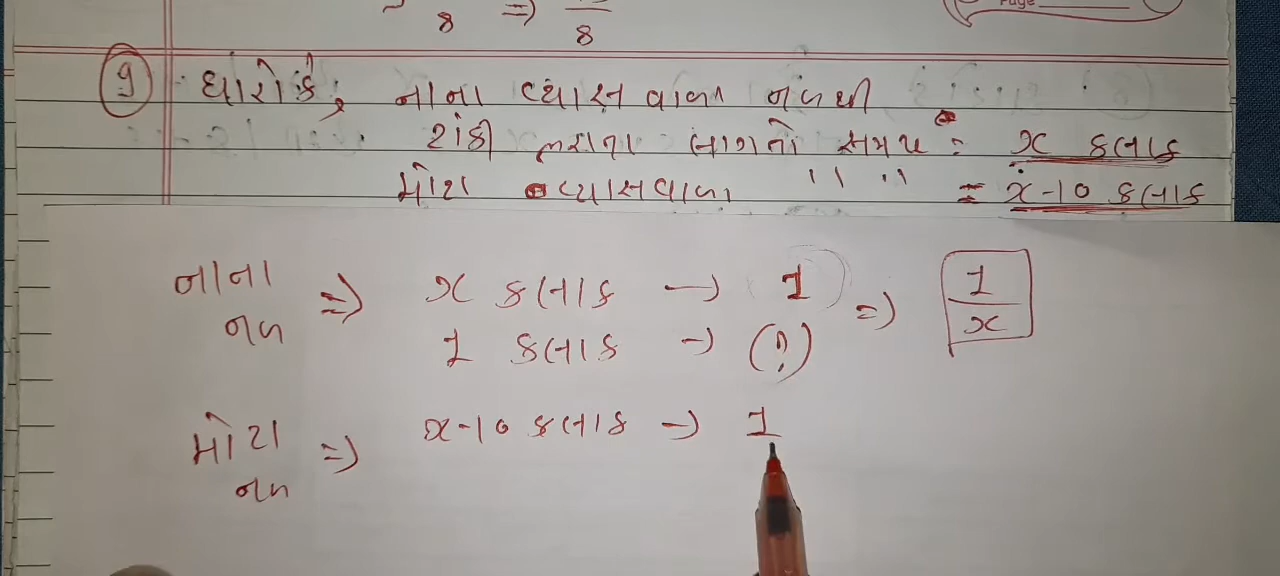 8 => 8
Page
9 ધારોકે, નાના વ્યાસ વાળા નળથી
ટાંકી ભરાતા લાગતો સમય = x કલાક
મોટા વ્યાસવાળા " " = x-10 કલાક
નાના નળ => x કલાક → 1 => 1/x
1 કલાક → (?)
મોટા નળ => x-10 કલાક → 1